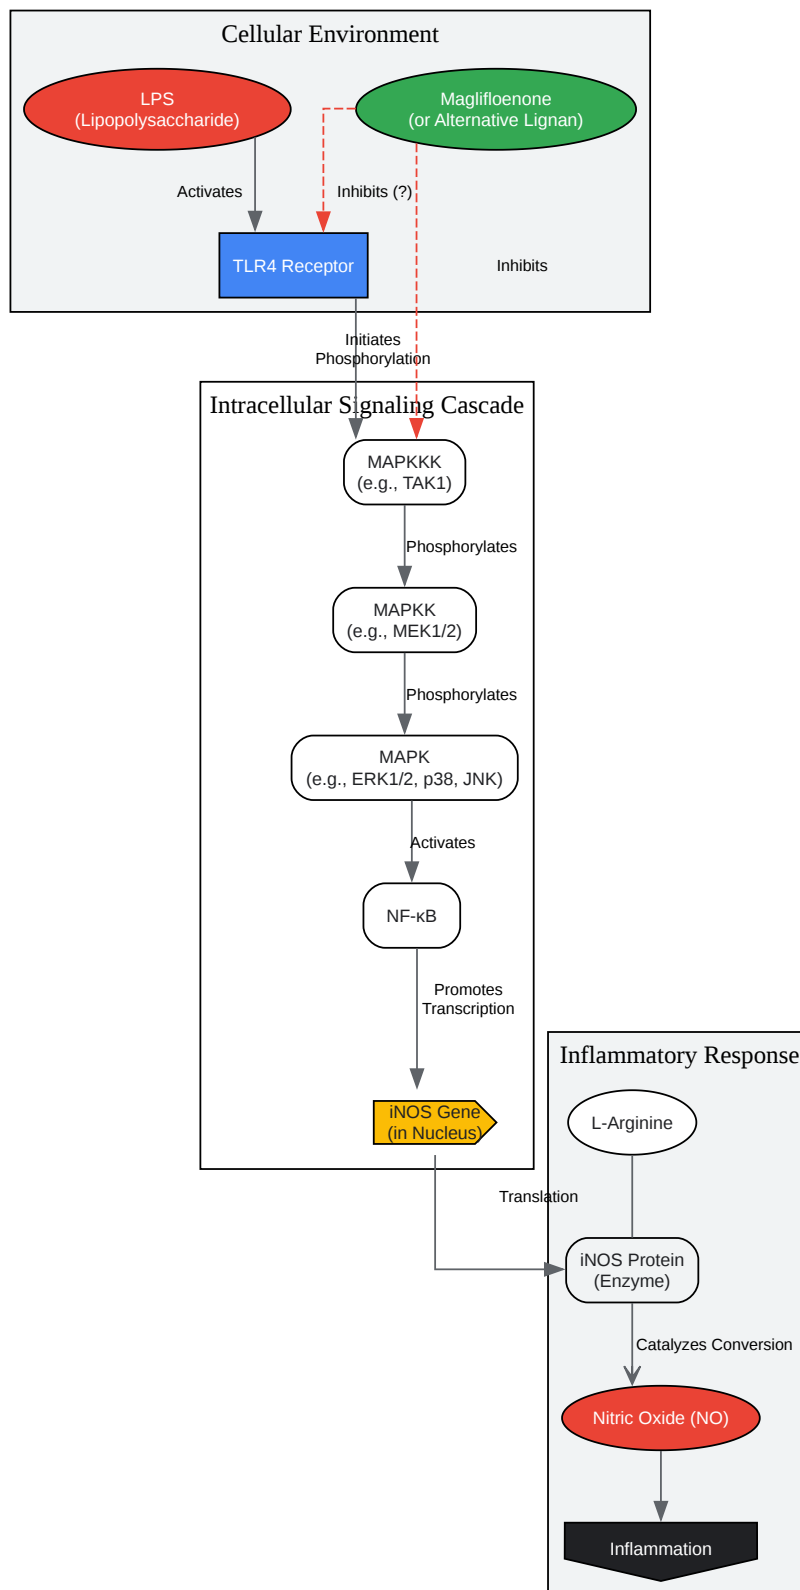 Cellular Environment
LPS
(Lipopolysaccharide)
Maglifloenone
(or Alternative Lignan)
Activates
Inhibits (?)
TLR4 Receptor
Inhibits
Initiates
Phosphorylation
Intracellular Signaling Cascade
MAPKKK
(e.g., TAK1)
Phosphorylates
MAPKK
(e.g., MEK1/2)
Phosphorylates
MAPK
(e.g., ERK1/2, p38, JNK)
Activates
NF-κB
Promotes
Transcription
iNOS Gene
(in Nucleus)
Inflammatory Response
L-Arginine
Translation
iNOS Protein
(Enzyme)
Catalyzes Conversion
Nitric Oxide (NO)
Inflammation